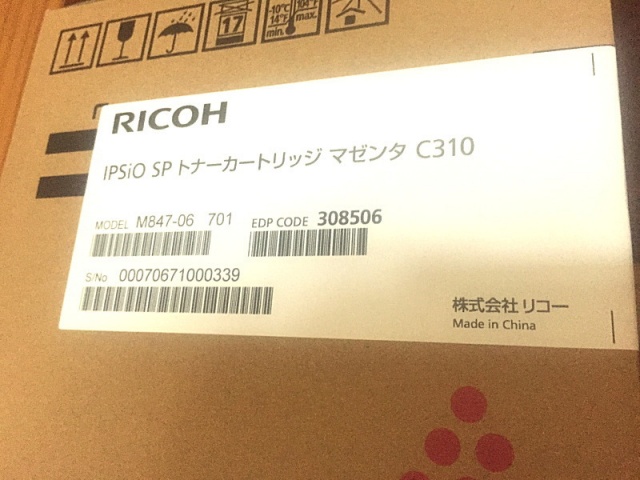 17
-10°C
14°F
min.
104°F
max.
RICOH
IPSiO SP トナーカートリッジ マゼンタ C310
MODEL M847-06 701 EDP CODE 308506
S/No 00070671000339
株式会社 リコー
Made in China